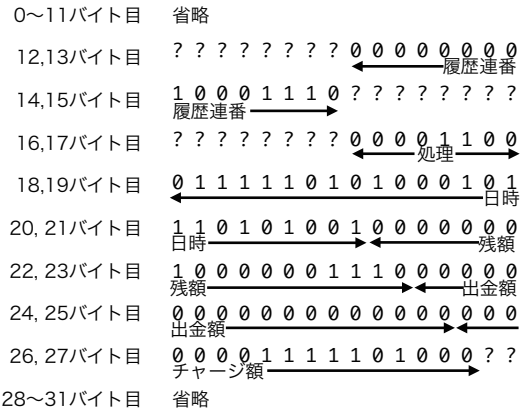 0〜11バイト目 省略
12,13バイト目 ? ? ? ? ? ? ? ? 0 0 0 0 0 0 0 0
履歴連番
14,15バイト目 1 0 0 0 1 1 1 0 ? ? ? ? ? ? ? ?
履歴連番
16,17バイト目 ? ? ? ? ? ? ? ? 0 0 0 0 1 1 0 0
処理
18,19バイト目 0 1 1 1 1 1 0 1 0 1 0 0 0 1 0 1
日時
20, 21バイト目 1 1 0 1 0 1 0 0 1 0 0 0 0 0 0 0
日時 残額
22, 23バイト目 1 0 0 0 0 0 0 1 1 1 0 0 0 0 0 0
残額 出金額
24, 25バイト目 0 0 0 0 0 0 0 0 0 0 0 0 0 0 0 0
出金額
26, 27バイト目 0 0 0 0 1 1 1 1 1 0 1 0 0 0 ? ?
チャージ額
28〜31バイト目 省略